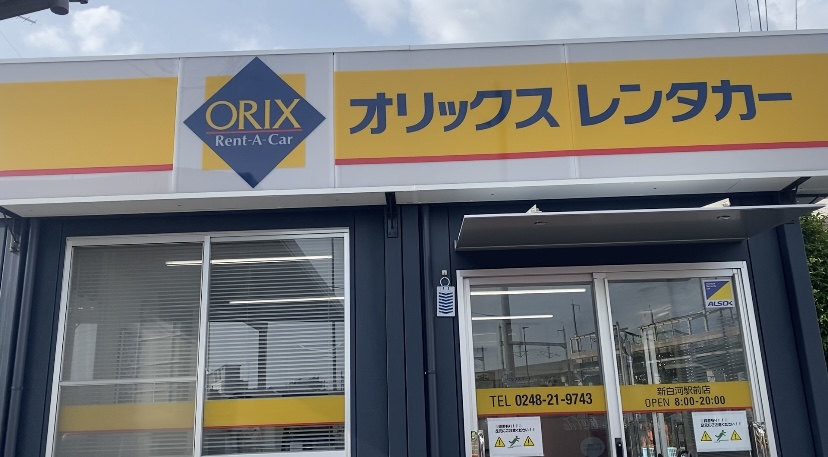 ORIX
Rent-A-Car
オリックス レンタカー
ALSOK
TEL 0248-21-9743
新白河駅前店
OPEN 8:00-20:00